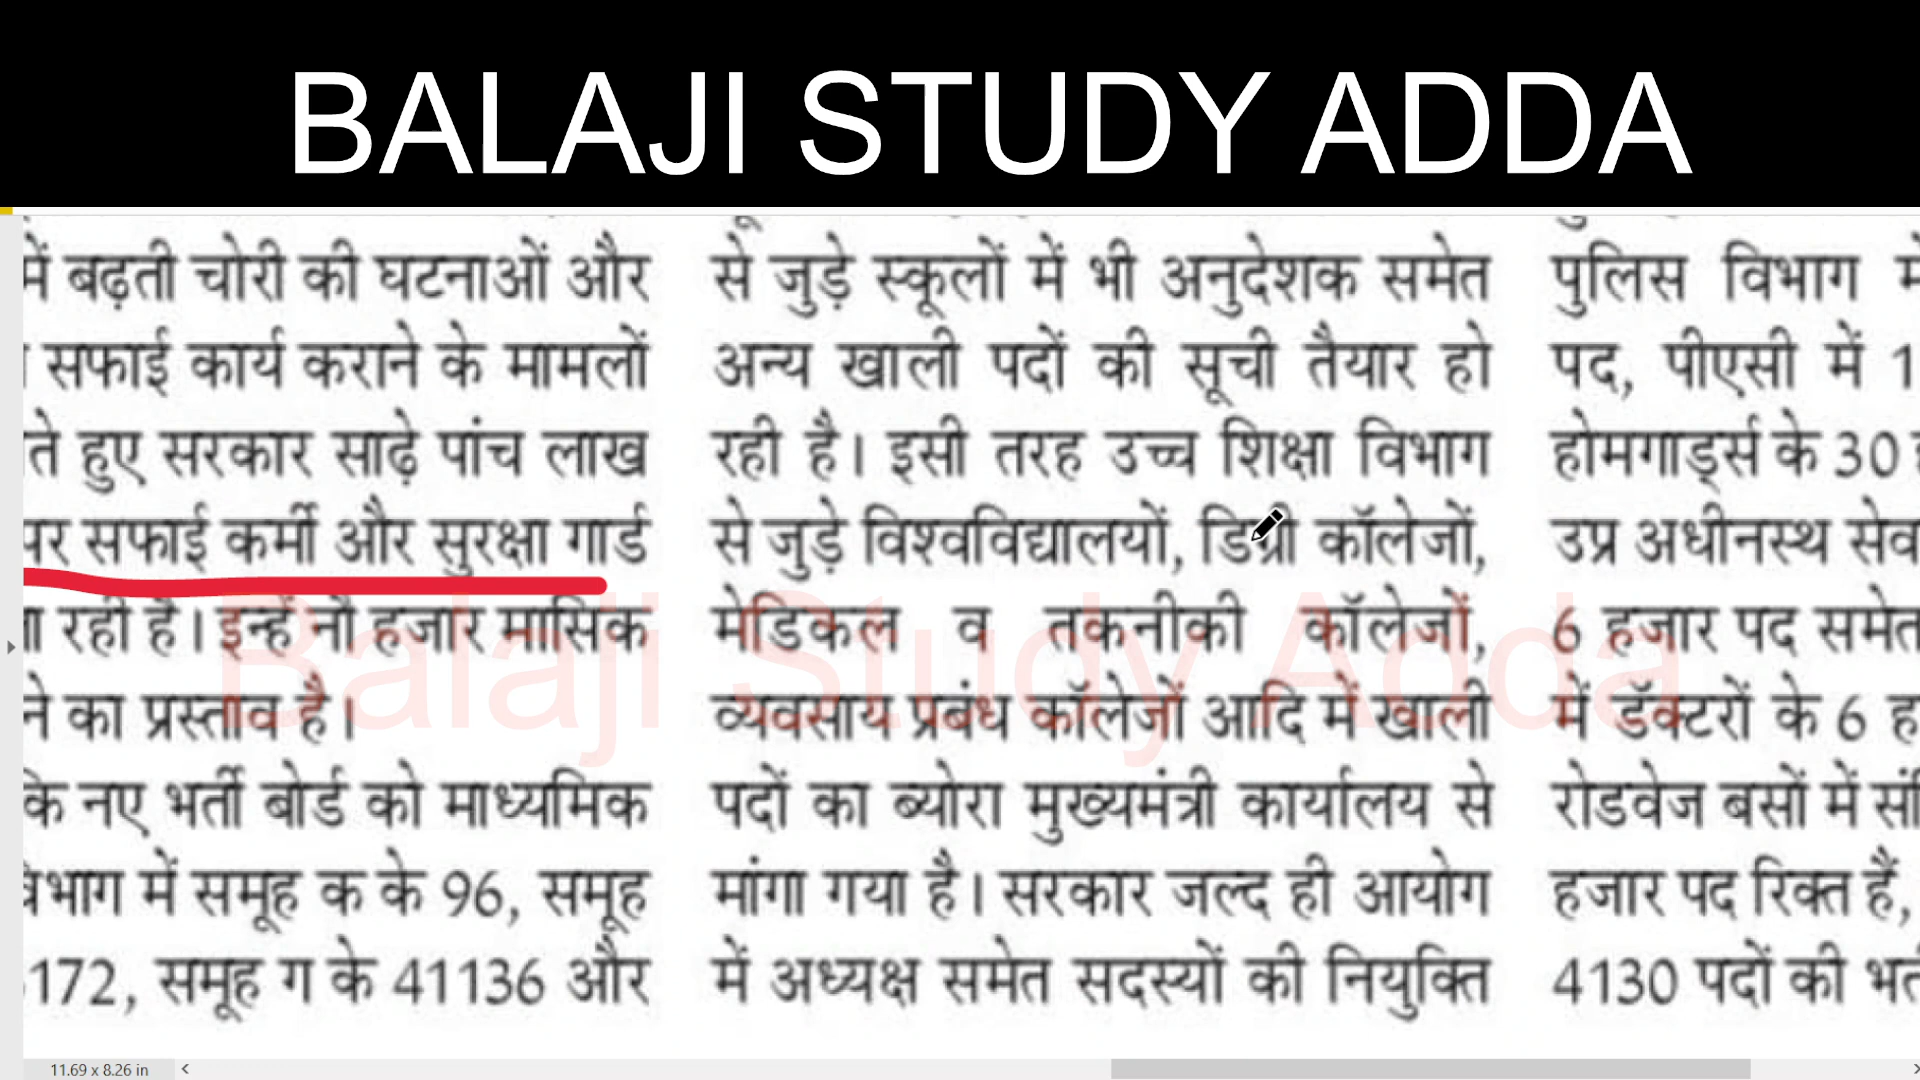 BALAJI STUDY ADDA
में बढ़ती चोरी की घटनाओं और
सफाई कार्य कराने के मामलों
हुए सरकार साढ़े पांच लाख
पर सफाई कर्मी और सुरक्षा गार्ड
रही है। इन्हें नौ हजार मासिक
का प्रस्ताव है।
के नए भर्ती बोर्ड को माध्यमिक
में समूह क के 96, समूह
172, समूह ग के 41136 और
से जुड़े स्कूलों में भी अनुदेशक समेत
अन्य खाली पदों की सूची तैयार हो
रही है। इसी तरह उच्च शिक्षा विभाग
से जुड़े विश्वविद्यालयों, डिग्री कॉलेजों,
मेडिकल व तकनीकी कॉलेजों,
व्यवसाय प्रबंध कॉलेजों आदि में खाली
पदों का ब्योरा मुख्यमंत्री कार्यालय से
मांगा गया है। सरकार जल्द ही आयोग
में अध्यक्ष समेत सदस्यों की नियुक्ति
पुलिस विभाग में
पद, पीएसी में 1
होमगार्ड्स के 30
उप्र अधीनस्थ सेव
6 हजार पद समेत
में डॅक्टरों के 6 ह
रोडवेज बसों में सं
हजार पद रिक्त हैं,
4130 पदों की भ
Balaji Study Adda
11.69 x 8.26 in